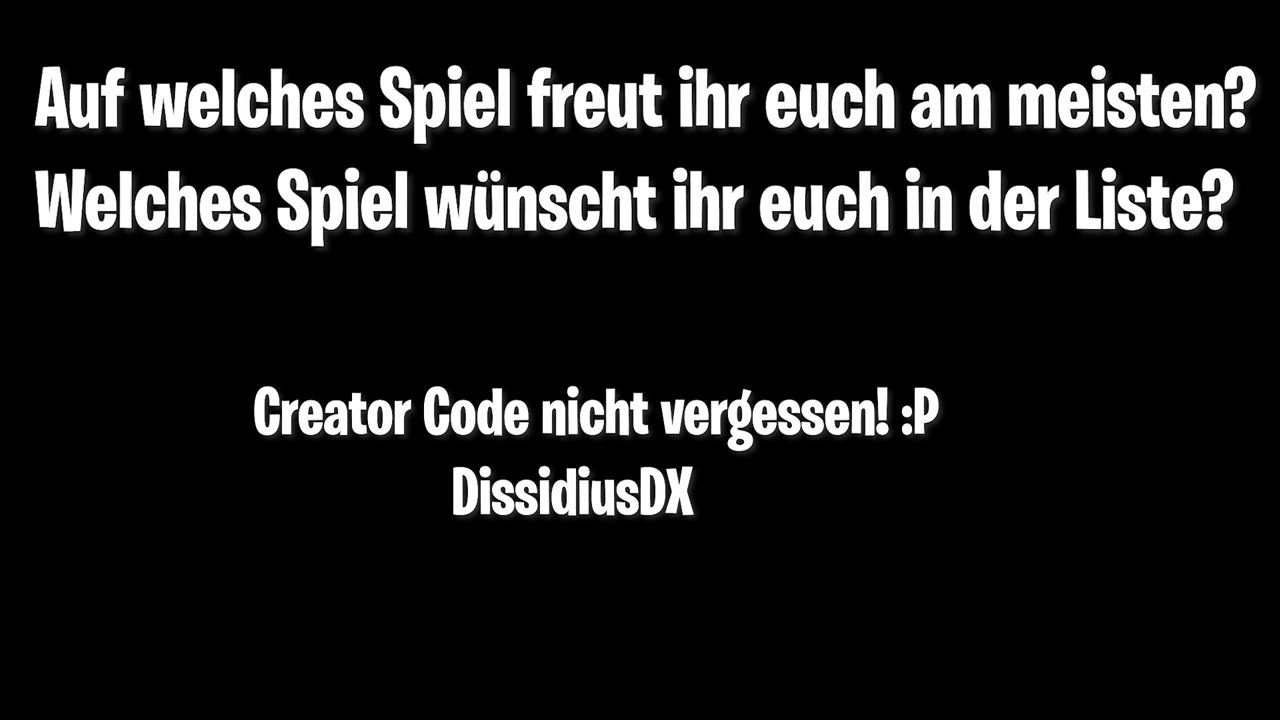 Auf welches Spiel freut ihr euch am meisten?
Welches Spiel wünscht ihr euch in der Liste?
Creator Code nicht vergessen! :P
DissidiusDX